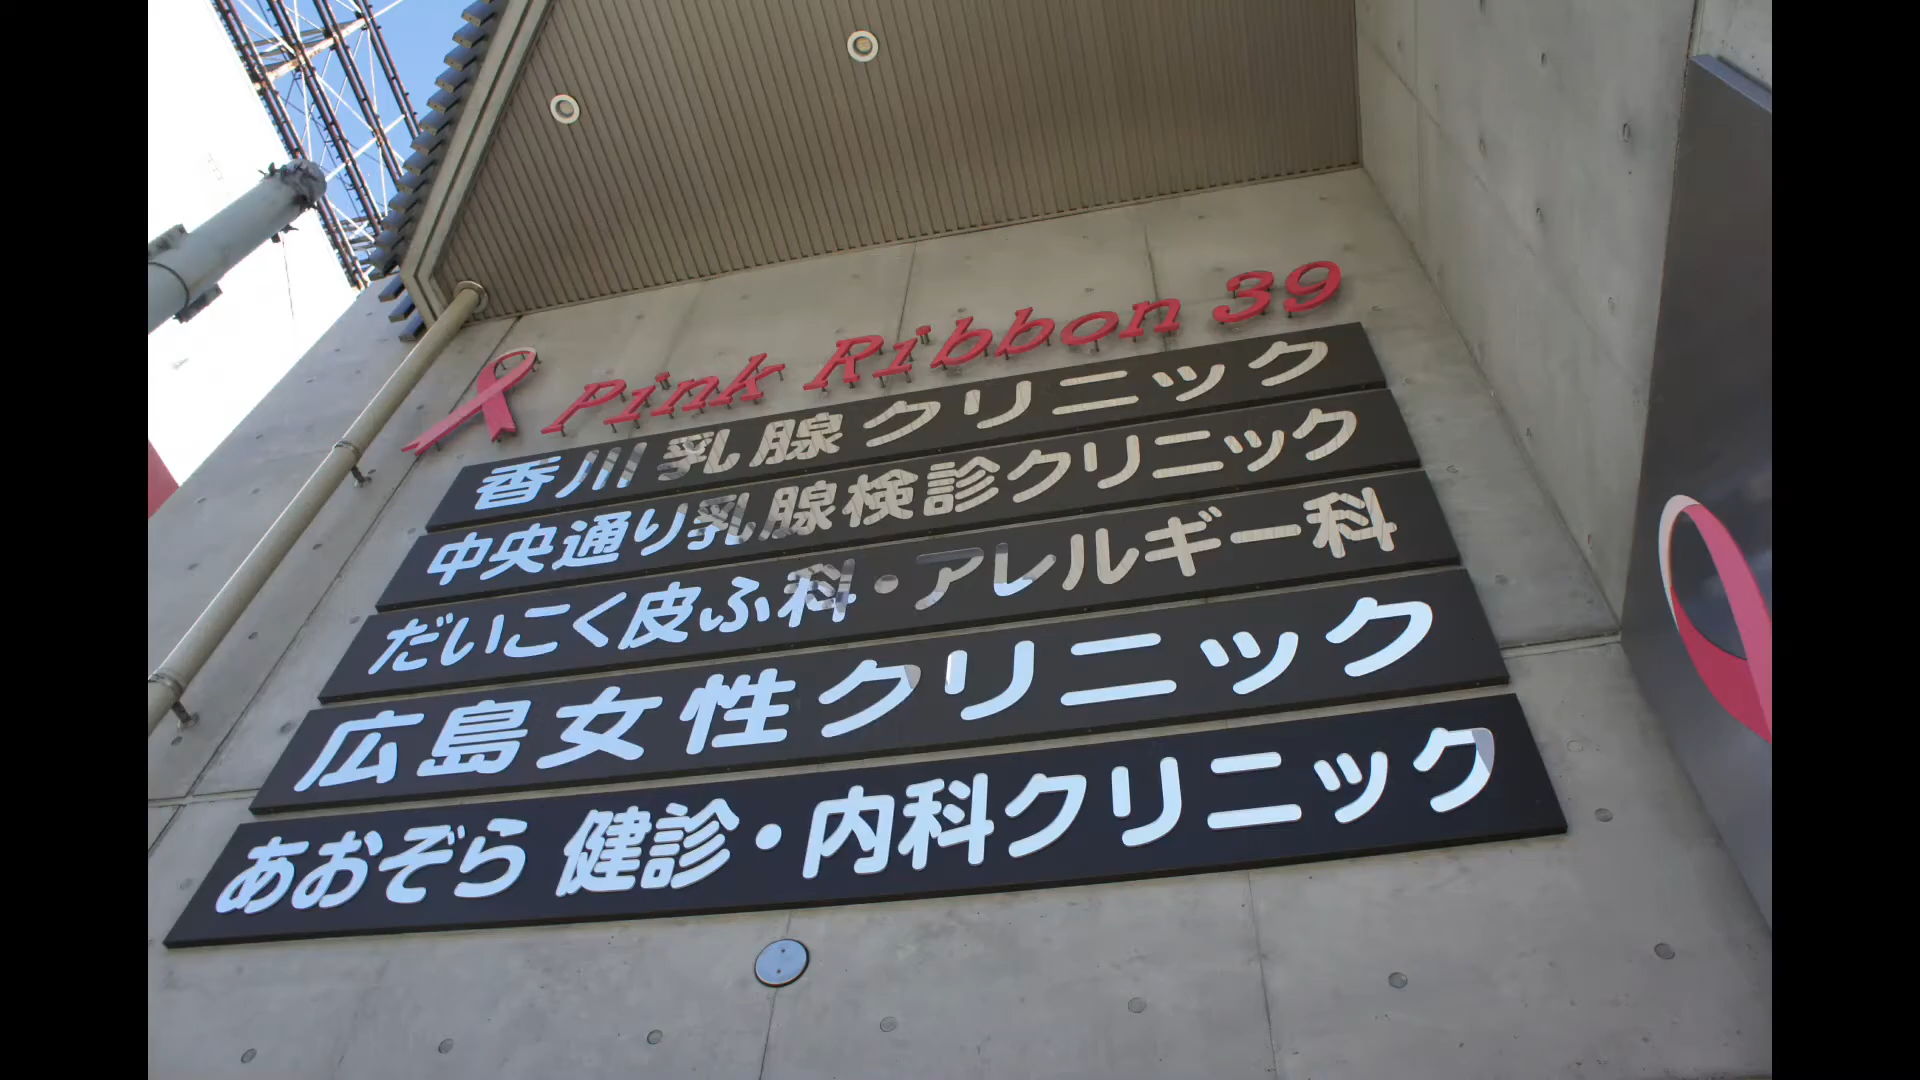 Pink Ribbon 39
香川乳腺クリニック
中央通り乳腺検診クリニック
だいこく皮ふ科・アレルギー科
広島女性クリニック
あおぞら 健診・内科クリニック